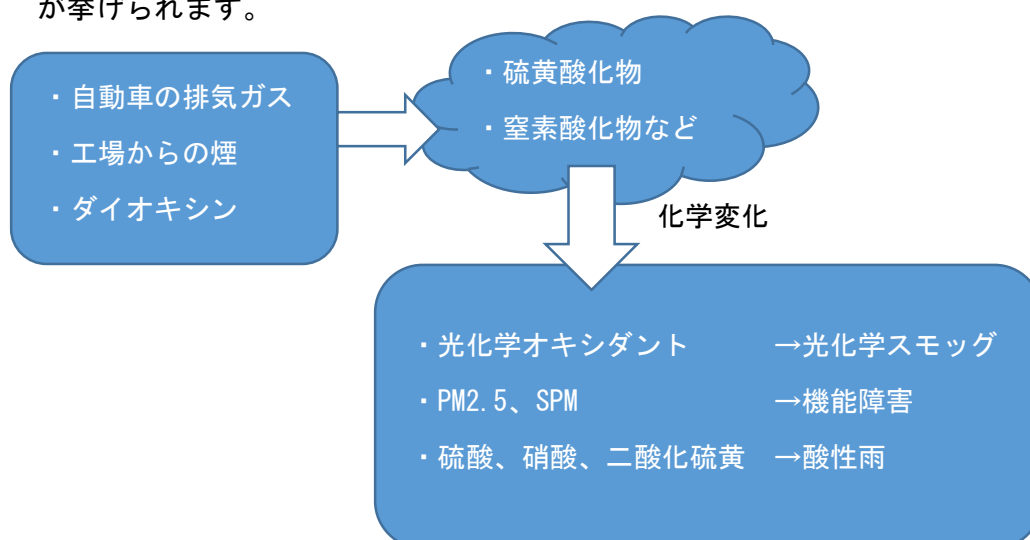 が挙げられます。
・自動車の排気ガス
・工場からの煙
・ダイオキシン
・硫黄酸化物
・窒素酸化物など
化学変化
・光化学オキシダント →光化学スモッグ
・PM2.5、SPM →機能障害
・硫酸、硝酸、二酸化硫黄 →酸性雨